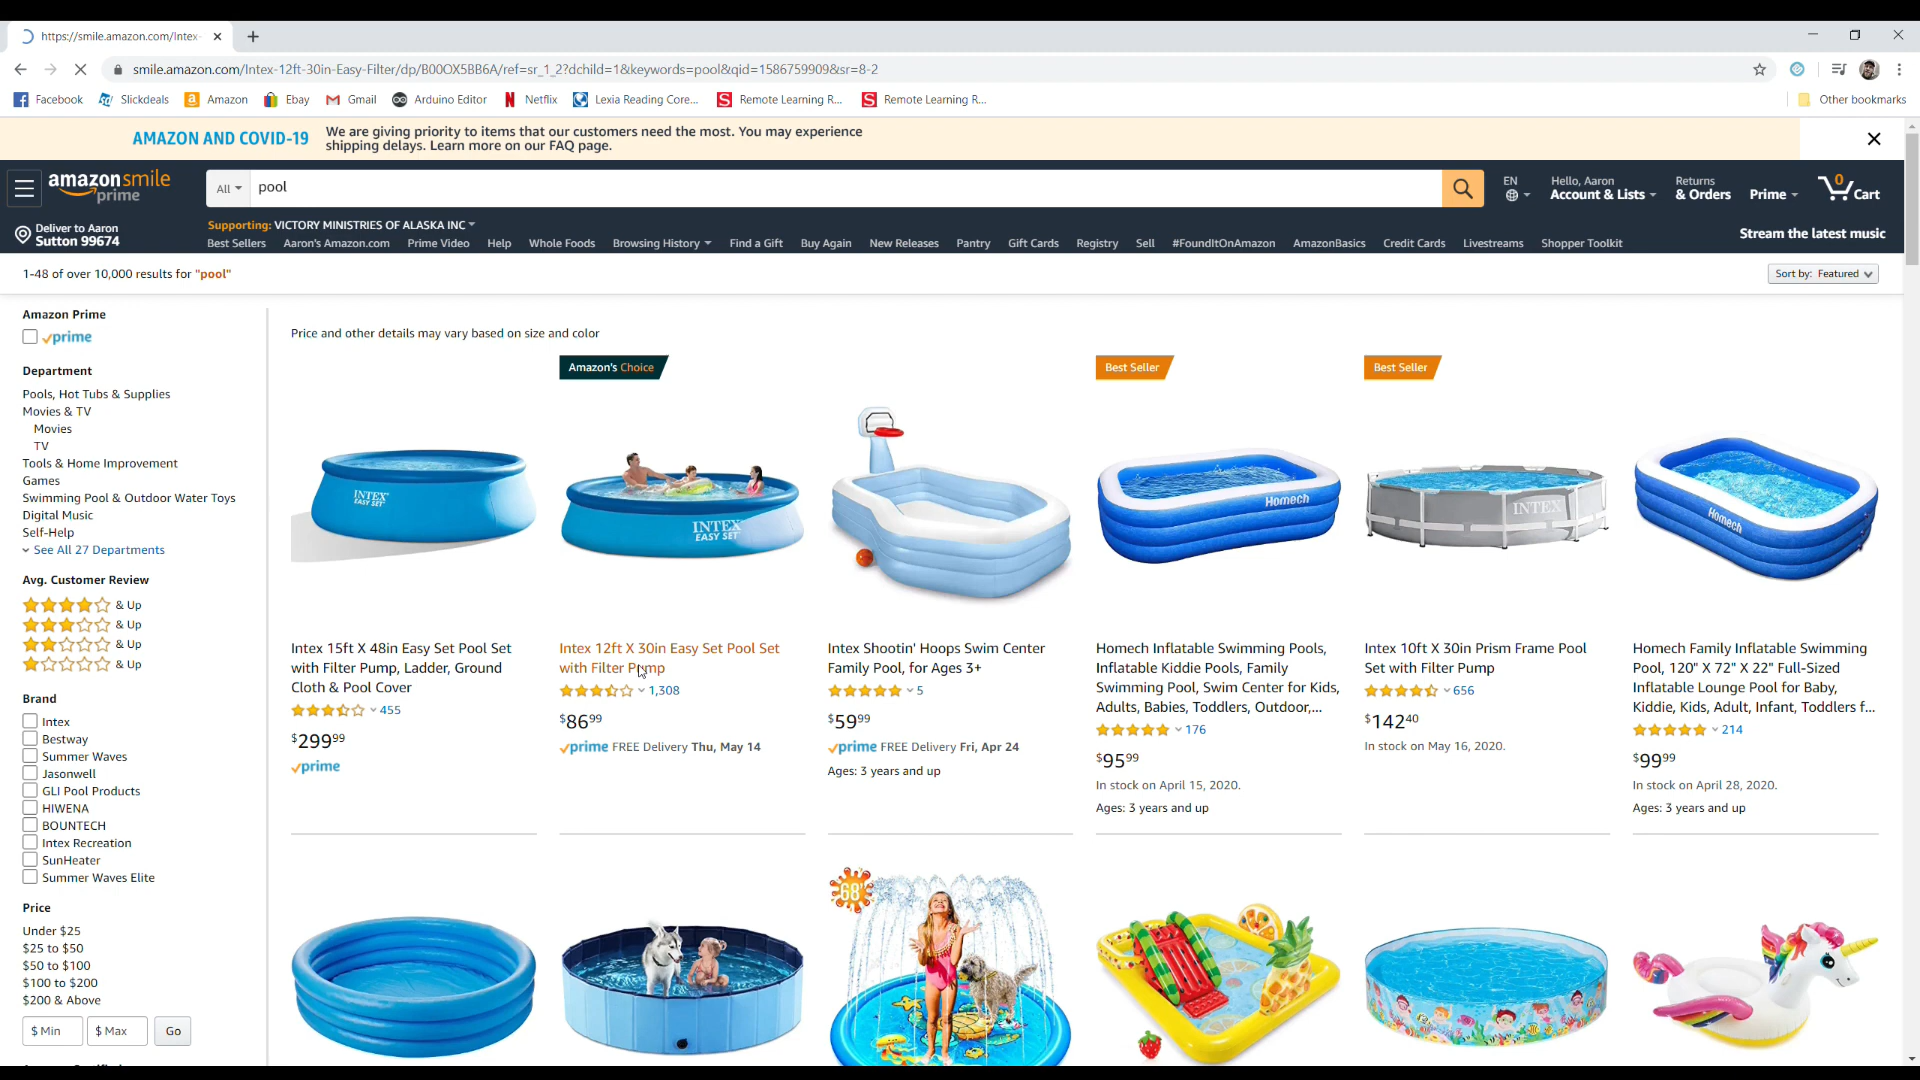 https://smile.amazon.com/Intex-
smile.amazon.com/Intex-12ft-30in-Easy-Filter/dp/B00OX5BB6A/ref=sr_1_2?dchild=1&keywords=pool&qid=1586759909&sr=8-2
Facebook Slickdeals Amazon Ebay Gmail Arduino Editor Netflix Lexia Reading Core... Remote Learning R... Remote Learning R... Other bookmarks
AMAZON AND COVID-19
We are giving priority to items that our customers need the most. You may experience
shipping delays. Learn more on our FAQ page.
amazon smile
prime
All
pool
EN
Hello, Aaron
Account & Lists
Returns
& Orders
Prime
0
Cart
Deliver to Aaron
Sutton 99674
Supporting: VICTORY MINISTRIES OF ALASKA INC
Best Sellers Aaron's Amazon.com Prime Video Help Whole Foods Browsing History Find a Gift Buy Again New Releases Pantry Gift Cards Registry Sell #FoundItOnAmazon AmazonBasics Credit Cards Livestreams Shopper Toolkit
Stream the latest music
1-48 of over 10,000 results for "pool"
Sort by: Featured
Amazon Prime
prime
Department
Pools, Hot Tubs & Supplies
Movies & TV
Movies
TV
Tools & Home Improvement
Games
Swimming Pool & Outdoor Water Toys
Digital Music
Self-Help
See All 27 Departments
Avg. Customer Review
& Up
& Up
& Up
& Up
Brand
Intex
Bestway
Summer Waves
Jasonwell
GLI Pool Products
HIWENA
BOUNTECH
Intex Recreation
SunHeater
Summer Waves Elite
Price
Under $25
$25 to $50
$50 to $100
$100 to $200
$200 & Above
$ Min
$ Max
Go
Price and other details may vary based on size and color
INTEX
EASY SET
Intex 15ft X 48in Easy Set Pool Set
with Filter Pump, Ladder, Ground
Cloth & Pool Cover
455
$29999
prime
Amazon's Choice
INTEX
EASY SET
Intex 12ft X 30in Easy Set Pool Set
with Filter Pump
1,308
$8699
prime FREE Delivery Thu, May 14
Intex Shootin' Hoops Swim Center
Family Pool, for Ages 3+
5
$5999
prime FREE Delivery Fri, Apr 24
Ages: 3 years and up
Best Seller
Homech
Homech Inflatable Swimming Pools,
Inflatable Kiddie Pools, Family
Swimming Pool, Swim Center for Kids,
Adults, Babies, Toddlers, Outdoor,...
176
$9599
In stock on April 15, 2020.
Ages: 3 years and up
Best Seller
INTEX
Intex 10ft X 30in Prism Frame Pool
Set with Filter Pump
656
$14240
In stock on May 16, 2020.
Homech
Homech Family Inflatable Swimming
Pool, 120" X 72" X 22" Full-Sized
Inflatable Lounge Pool for Baby,
Kiddie, Kids, Adult, Infant, Toddlers f...
214
$9999
In stock on April 28, 2020.
Ages: 3 years and up
68"